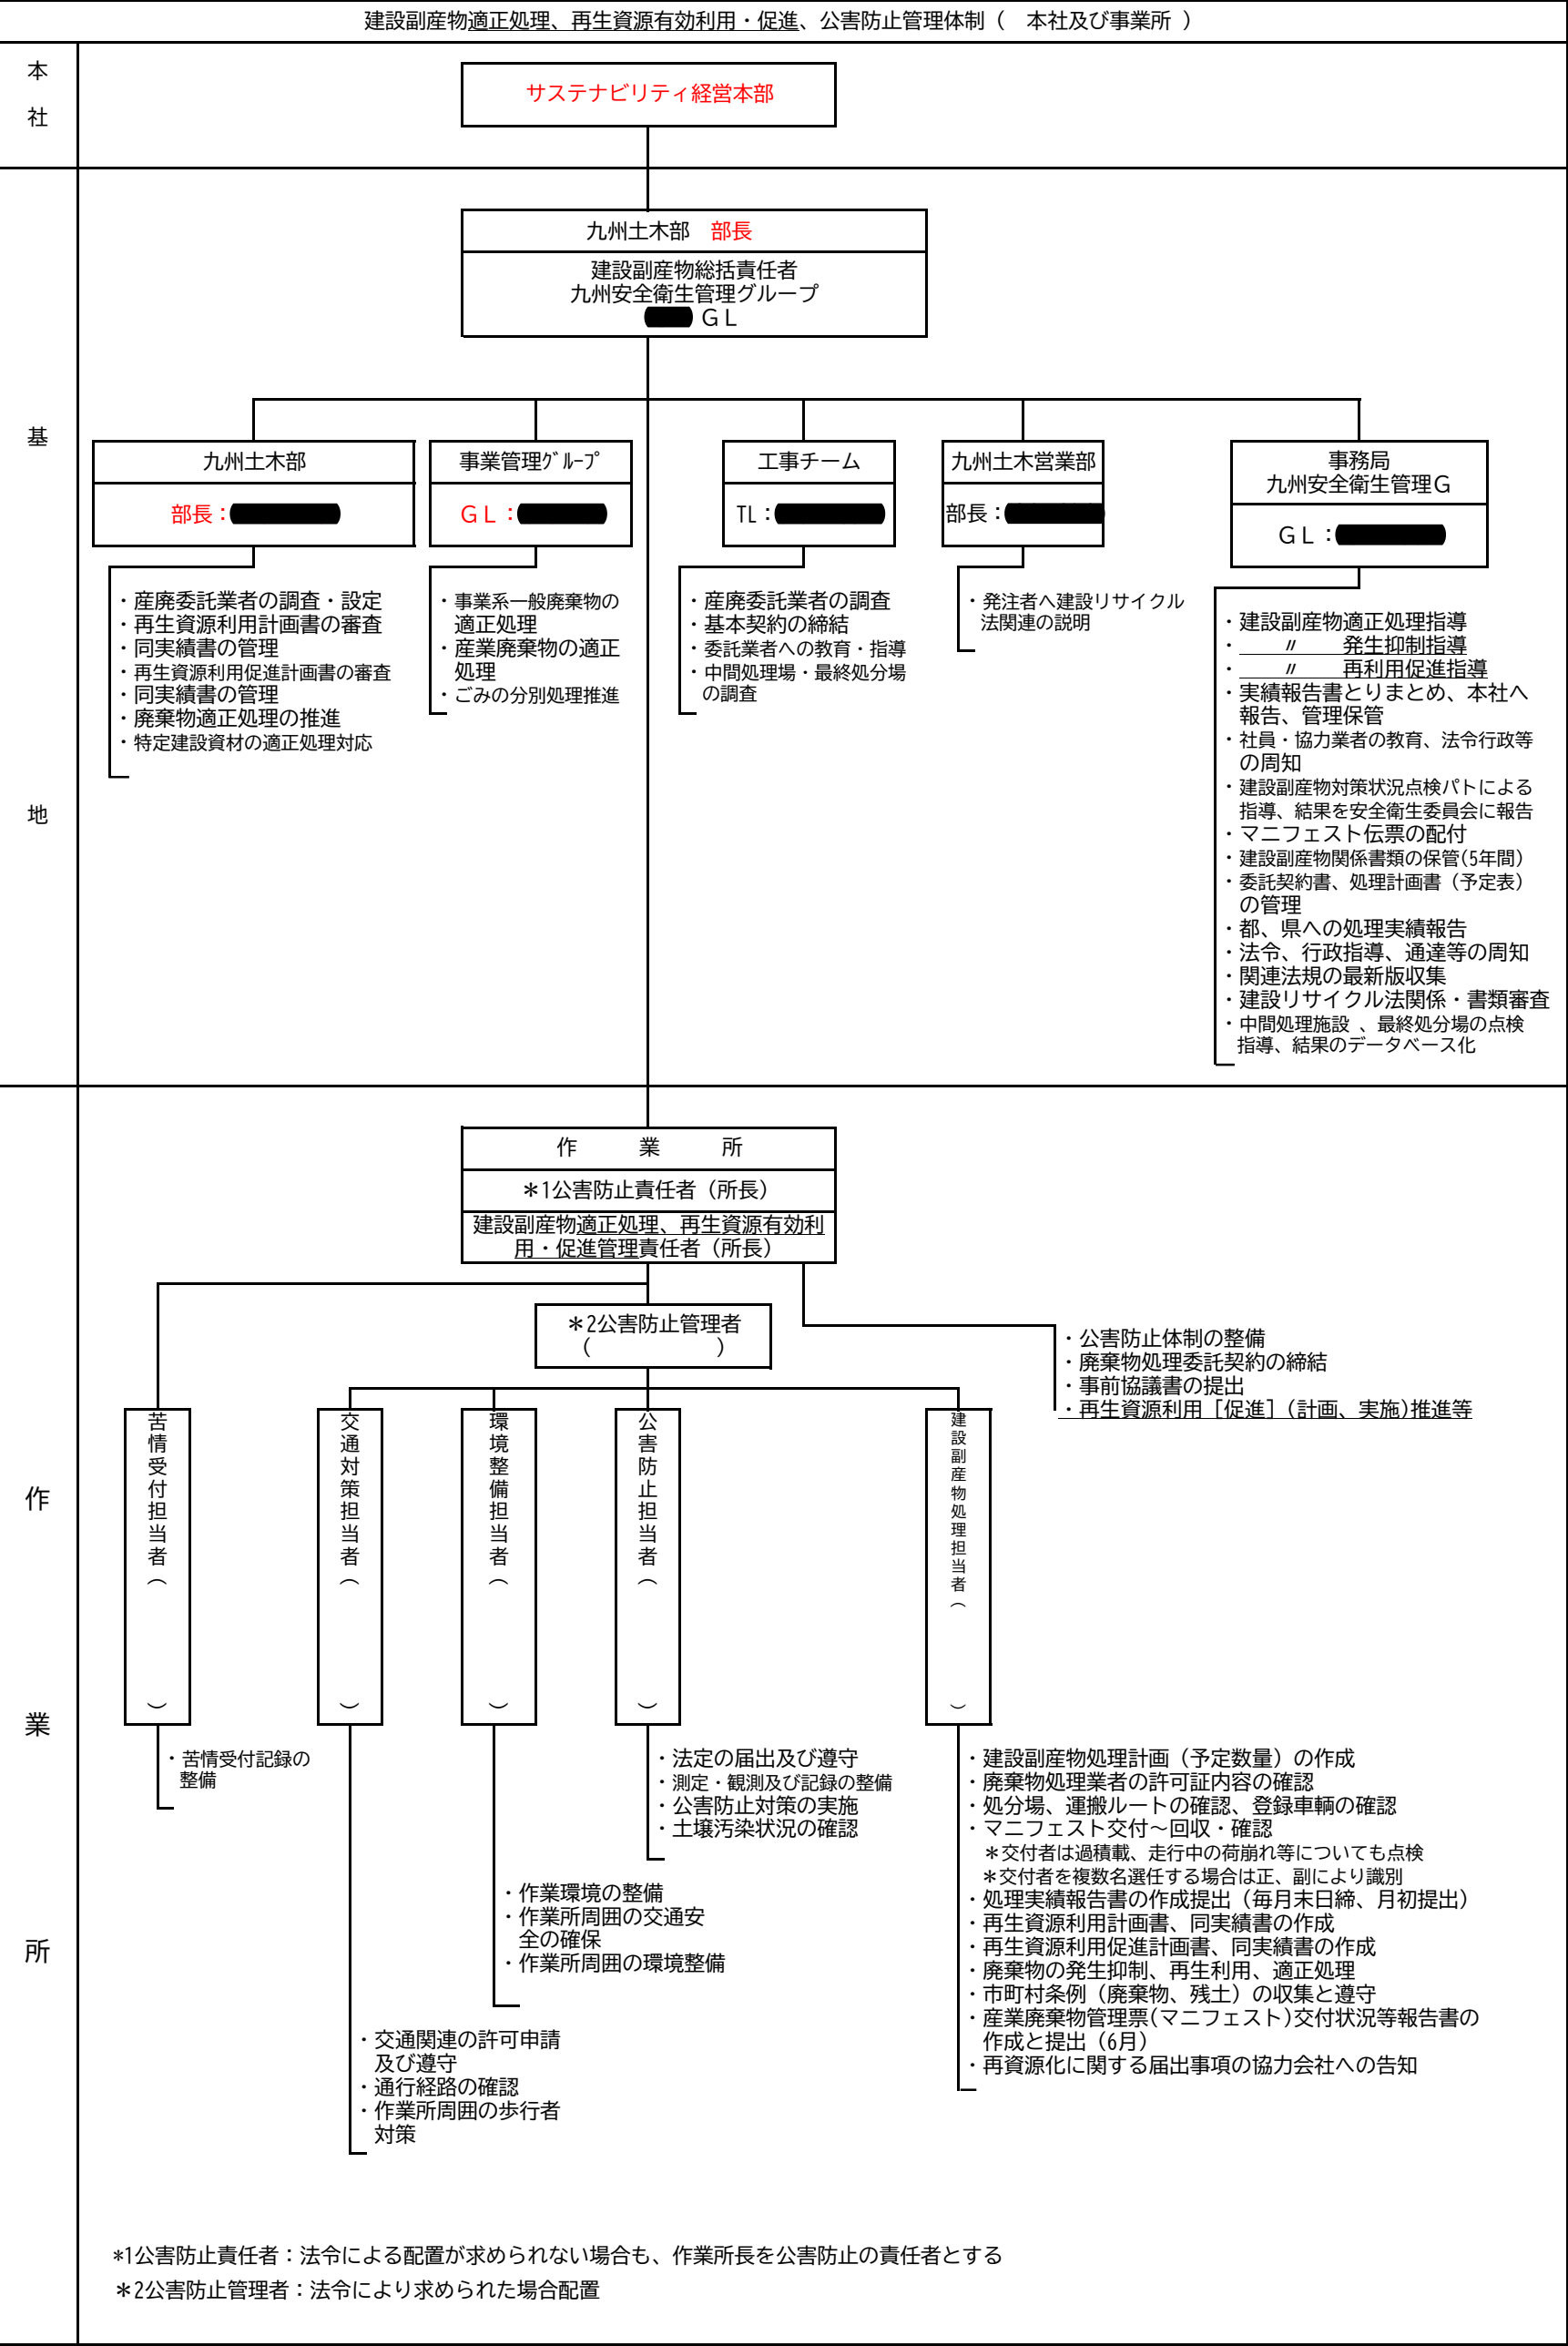 建設副産物適正処理、再生資源有効利用・促進、公害防止管理体制（　本社及び事業所　）
本
社
サステナビリティ経営本部
基
地
九州土木部　部長
建設副産物総括責任者
九州安全衛生管理グループ
ＧＬ
九州土木部
部長：
・産廃委託業者の調査・設定
・再生資源利用計画書の審査
・同実績書の管理
・再生資源利用促進計画書の審査
・同実績書の管理
・廃棄物適正処理の推進
・特定建設資材の適正処理対応
事業管理ｸﾞﾙｰﾌﾟ
ＧＬ：
・事業系一般廃棄物の
適正処理
・産業廃棄物の適正
処理
・ごみの分別処理推進
工事チーム
TL：
・産廃委託業者の調査
・基本契約の締結
・委託業者への教育・指導
・中間処理場・最終処分場
の調査
九州土木営業部
部長：
・発注者へ建設リサイクル
法関連の説明
事務局
九州安全衛生管理Ｇ
ＧＬ：
・建設副産物適正処理指導
・　　〃　　発生抑制指導
・　　〃　　再利用促進指導
・実績報告書とりまとめ、本社へ
報告、管理保管
・社員・協力業者の教育、法令行政等
の周知
・建設副産物対策状況点検パトによる
指導、結果を安全衛生委員会に報告
・マニフェスト伝票の配付
・建設副産物関係書類の保管(5年間)
・委託契約書、処理計画書（予定表）
の管理
・都、県への処理実績報告
・法令、行政指導、通達等の周知
・関連法規の最新版収集
・建設リサイクル法関係・書類審査
・中間処理施設 、最終処分場の点検
指導、結果のデータベース化
作
業
所
作　　　業　　　所
＊1公害防止責任者（所長）
建設副産物適正処理、再生資源有効利
用・促進管理責任者（所長）
＊2公害防止管理者
（　　　　　　）
・公害防止体制の整備
・廃棄物処理委託契約の締結
・事前協議書の提出
・再生資源利用［促進］(計画、実施)推進等
苦情受付担当者（　　　　　）
・苦情受付記録の
整備
交通対策担当者（　　　　　）
・交通関連の許可申請
及び遵守
・通行経路の確認
・作業所周囲の歩行者
対策
環境整備担当者（　　　　　）
・作業環境の整備
・作業所周囲の交通安
全の確保
・作業所周囲の環境整備
公害防止担当者（　　　　　）
・法定の届出及び遵守
・測定・観測及び記録の整備
・公害防止対策の実施
・土壌汚染状況の確認
建設副産物処理担当者（　　　　　）
・建設副産物処理計画（予定数量）の作成
・廃棄物処理業者の許可証内容の確認
・処分場、運搬ルートの確認、登録車輌の確認
・マニフェスト交付～回収・確認
＊交付者は過積載、走行中の荷崩れ等についても点検
＊交付者を複数名選任する場合は正、副により識別
・処理実績報告書の作成提出（毎月末日締、月初提出）
・再生資源利用計画書、同実績書の作成
・再生資源利用促進計画書、同実績書の作成
・廃棄物の発生抑制、再生利用、適正処理
・市町村条例（廃棄物、残土）の収集と遵守
・産業廃棄物管理票(マニフェスト)交付状況等報告書の
作成と提出（6月）
・再資源化に関する届出事項の協力会社への告知
*1公害防止責任者：法令による配置が求められない場合も、作業所長を公害防止の責任者とする
＊2公害防止管理者：法令により求められた場合配置